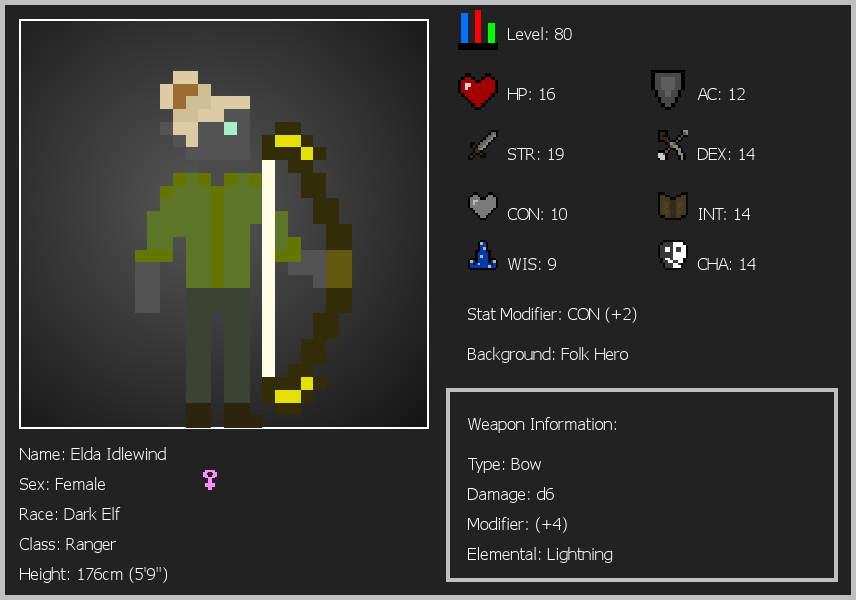 Level: 80
HP: 16
AC: 12
STR: 19
DEX: 14
CON: 10
INT: 14
WIS: 9
CHA: 14
Stat Modifier: CON (+2)
Background: Folk Hero
Weapon Information:
Type: Bow
Damage: d6
Modifier: (+4)
Elemental: Lightning
Name: Elda Idlewind
Sex: Female
Race: Dark Elf
Class: Ranger
Height: 176cm (5'9")